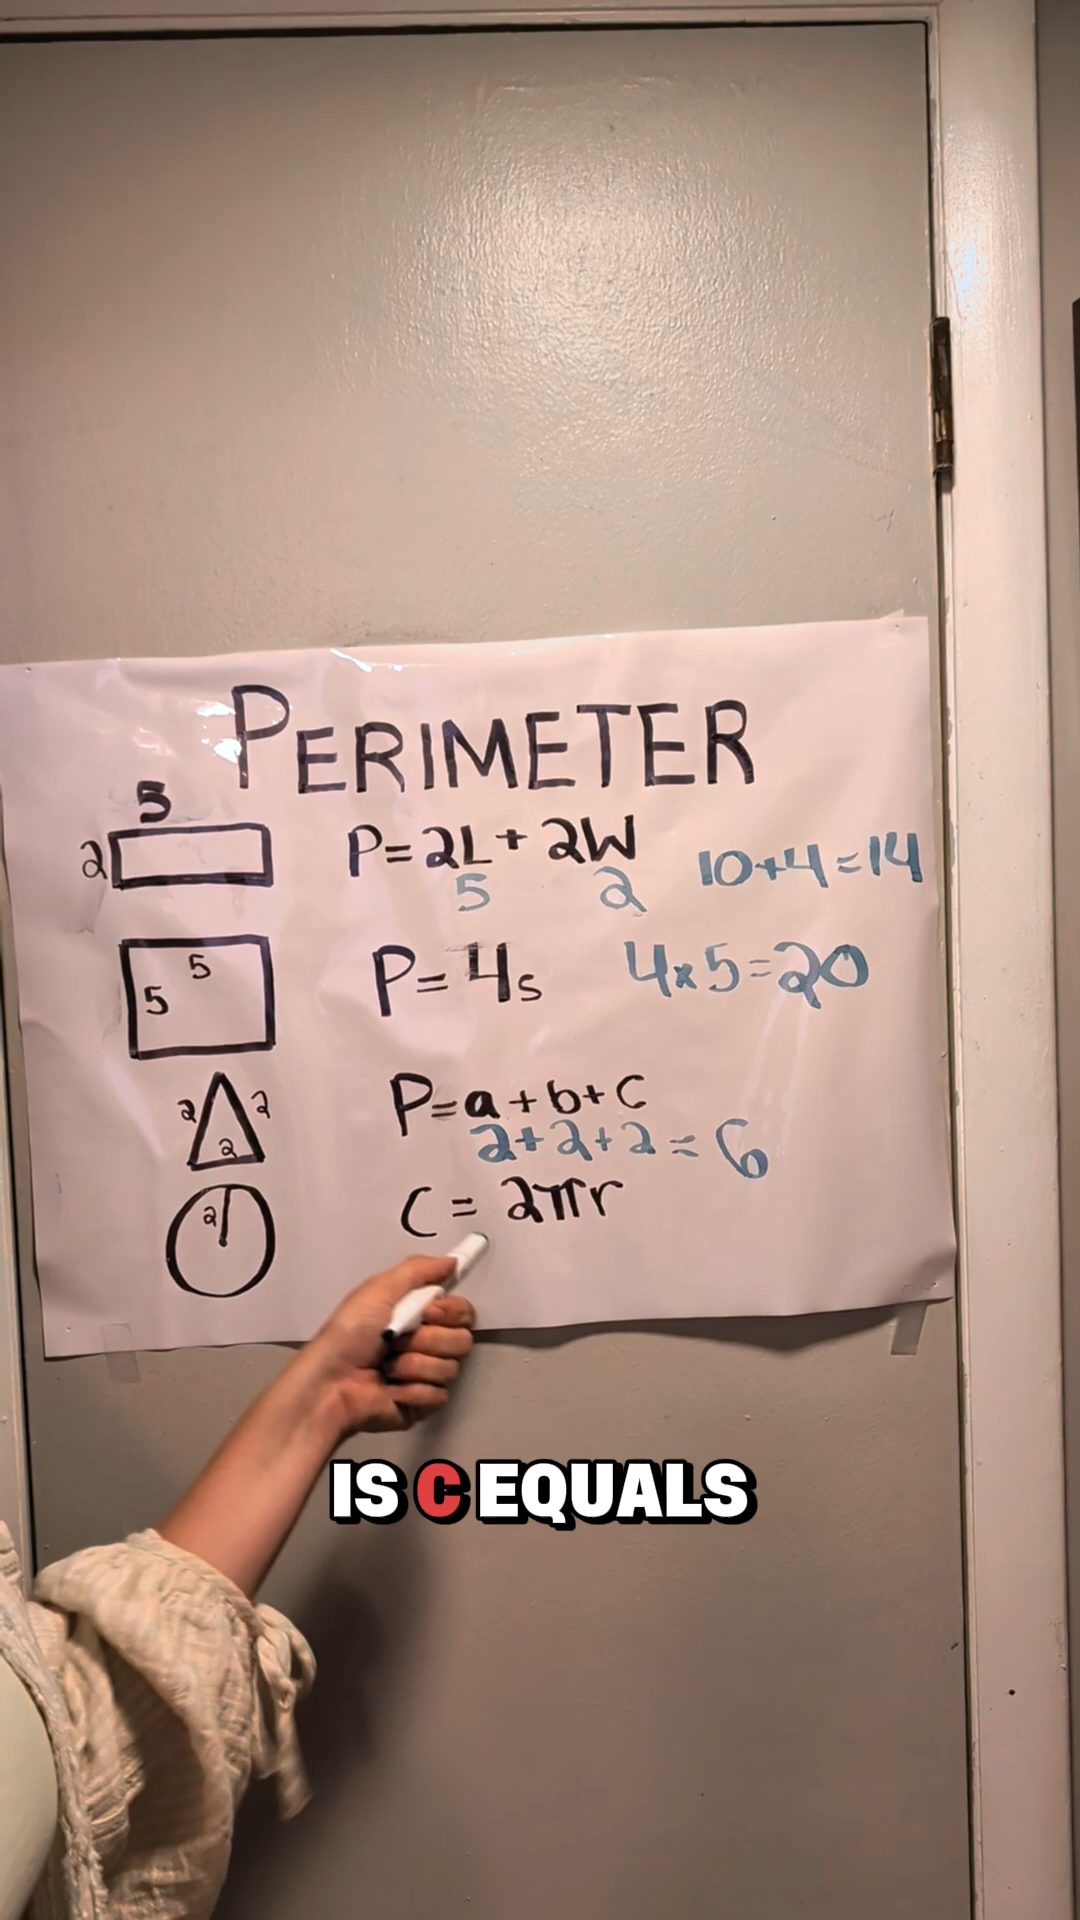 PERIMETER
5
2
P=2L+2W
5 2
10+4=14
5
5
P=4s
4x5=20
2 2
2
P=a+b+c
2+2+2=6
2
C=2πr
IS C EQUALS